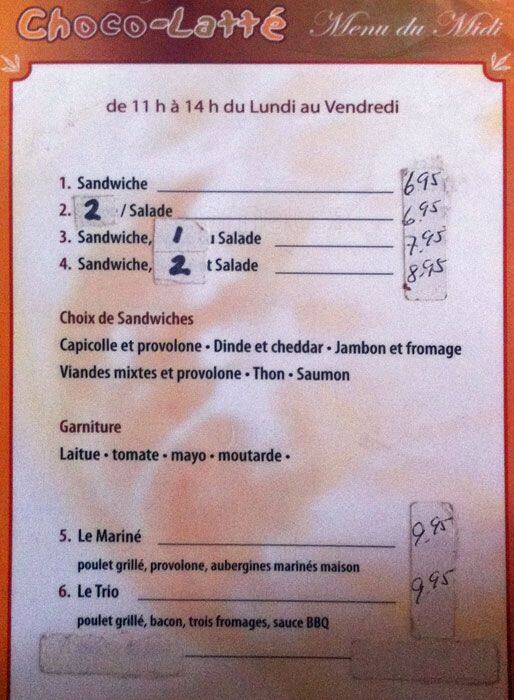 Choco-Latté Menu du Midi
de 11 h à 14 h du Lundi au Vendredi
1. Sandwiche 6.95
2. 2 / Salade 6.95
3. Sandwiche, 1 Salade 7.95
4. Sandwiche, 2 t Salade 8.95
Choix de Sandwiches
Capicolle et provolone • Dinde et cheddar • Jambon et fromage
Viandes mixtes et provolone • Thon • Saumon
Garniture
Laitue • tomate • mayo • moutarde •
5. Le Mariné 9.95
poulet grillé, provolone, aubergines marinés maison
6. Le Trio 9.95
poulet grillé, bacon, trois fromages, sauce BBQ